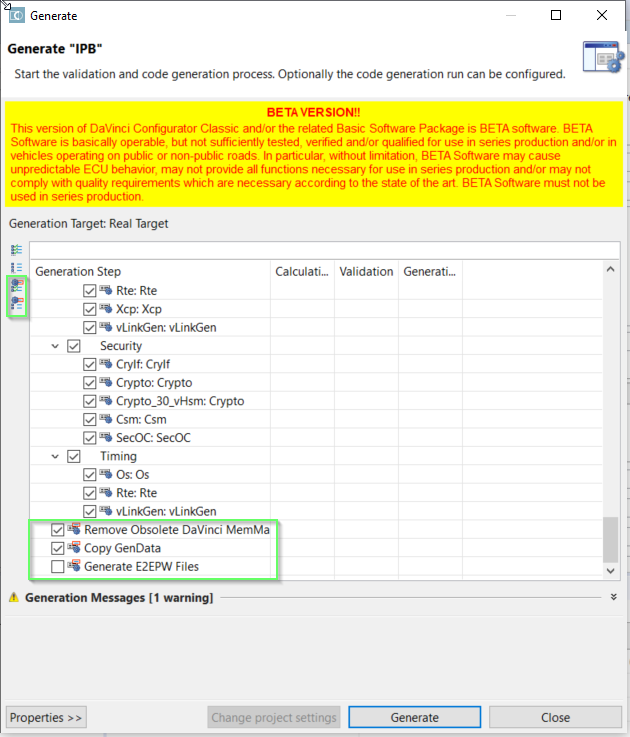 Generate
Generate "IPB"
Start the validation and code generation process. Optionally the code generation run can be configured.
BETA VERSION!!
This version of DaVinci Configurator Classic and/or the related Basic Software Package is BETA software. BETA
Software is basically operable, but not sufficiently tested, verified and/or qualified for use in series production and/or in
vehicles operating on public or non-public roads. In particular, without limitation, BETA Software may cause
unpredictable ECU behavior, may not provide all functions necessary for use in series production and/or may not
comply with quality requirements which are necessary according to the state of the art. BETA Software must not be
used in series production.
Generation Target: Real Target
Generation Step Calculati... Validation Generati...
Rte: Rte
Xcp: Xcp
vLinkGen: vLinkGen
Security
CryIf: CryIf
Crypto: Crypto
Crypto_30_vHsm: Crypto
Csm: Csm
SecOC: SecOC
Timing
Os: Os
Rte: Rte
vLinkGen: vLinkGen
Remove Obsolete DaVinci MemMa
Copy GenData
Generate E2EPW Files
Generation Messages [1 warning]
Properties >> Change project settings Generate Close